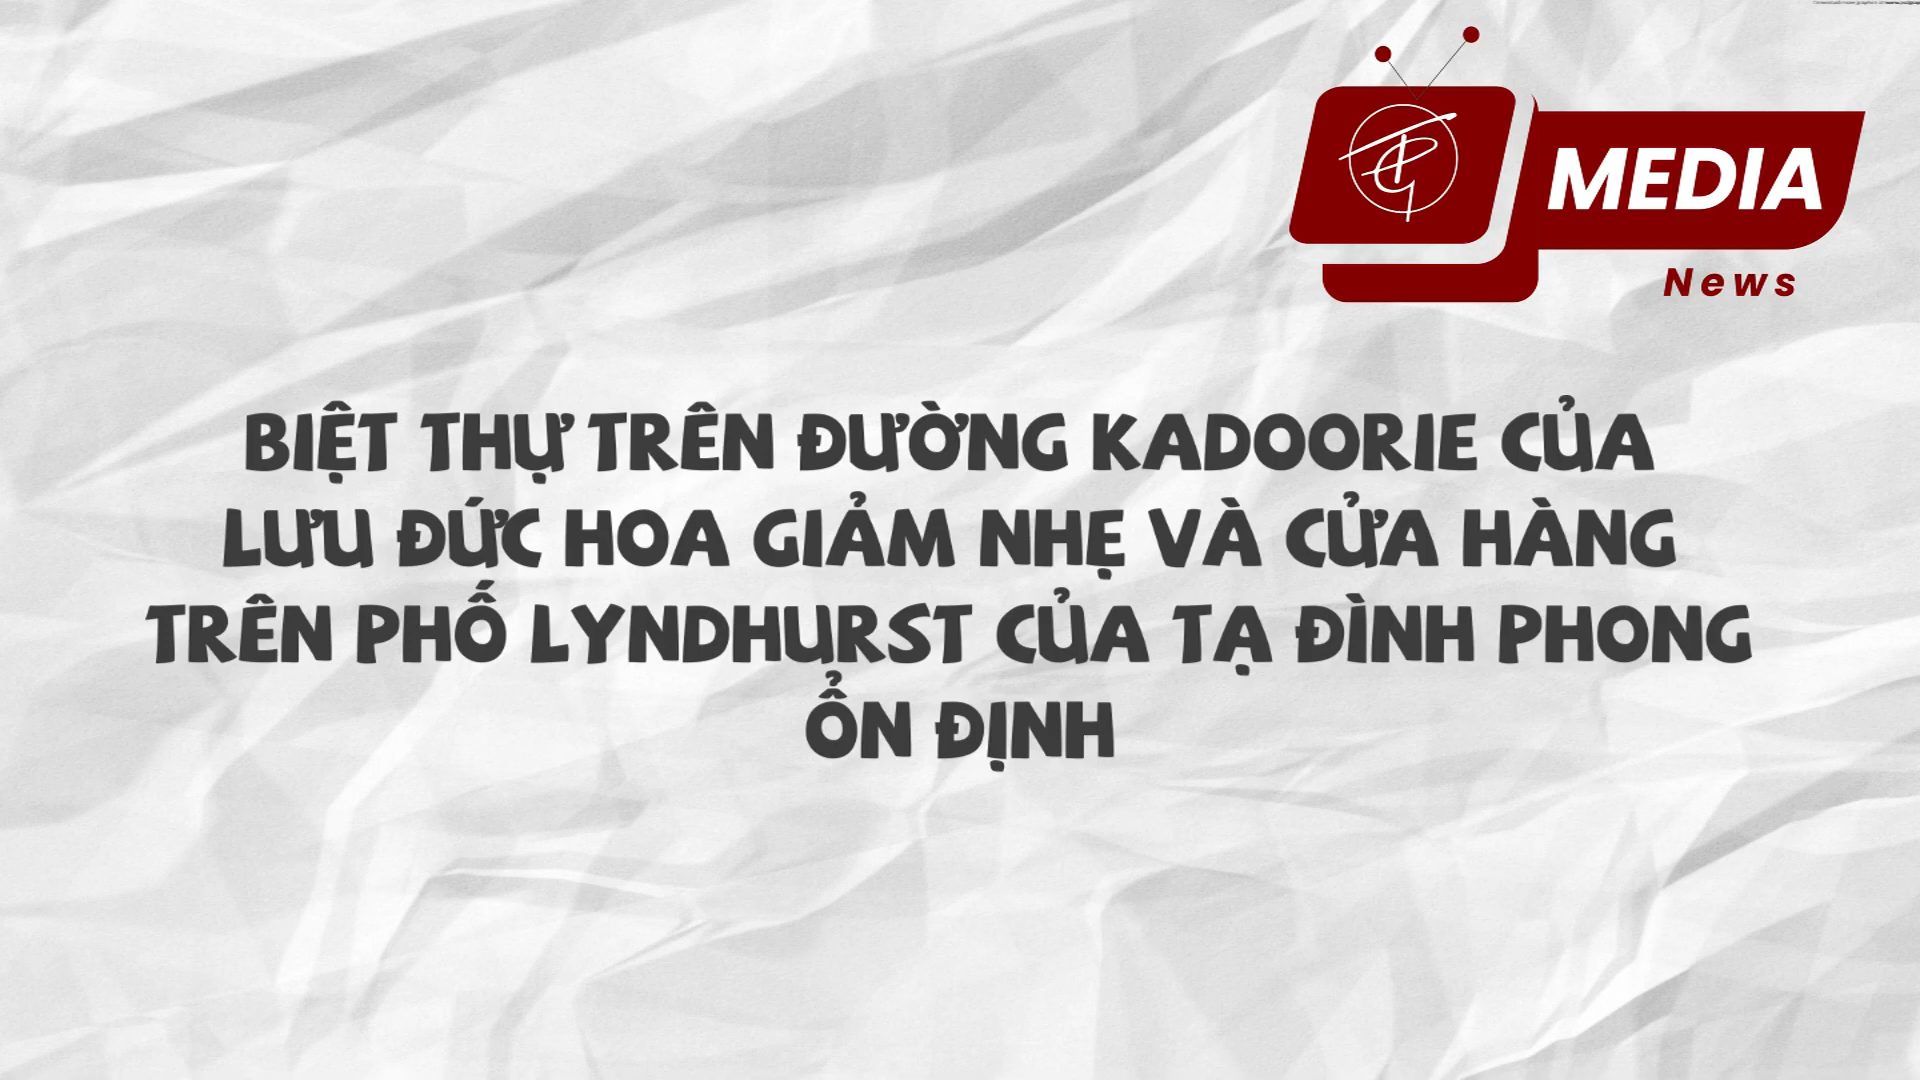 MEDIA
News
BIỆT THỰ TRÊN ĐƯỜNG KADOORIE CỦA
LƯU ĐỨC HOA GIẢM NHẸ VÀ CỬA HÀNG
TRÊN PHỐ LYNDHURST CỦA TẠ ĐÌNH PHONG
ỔN ĐỊNH